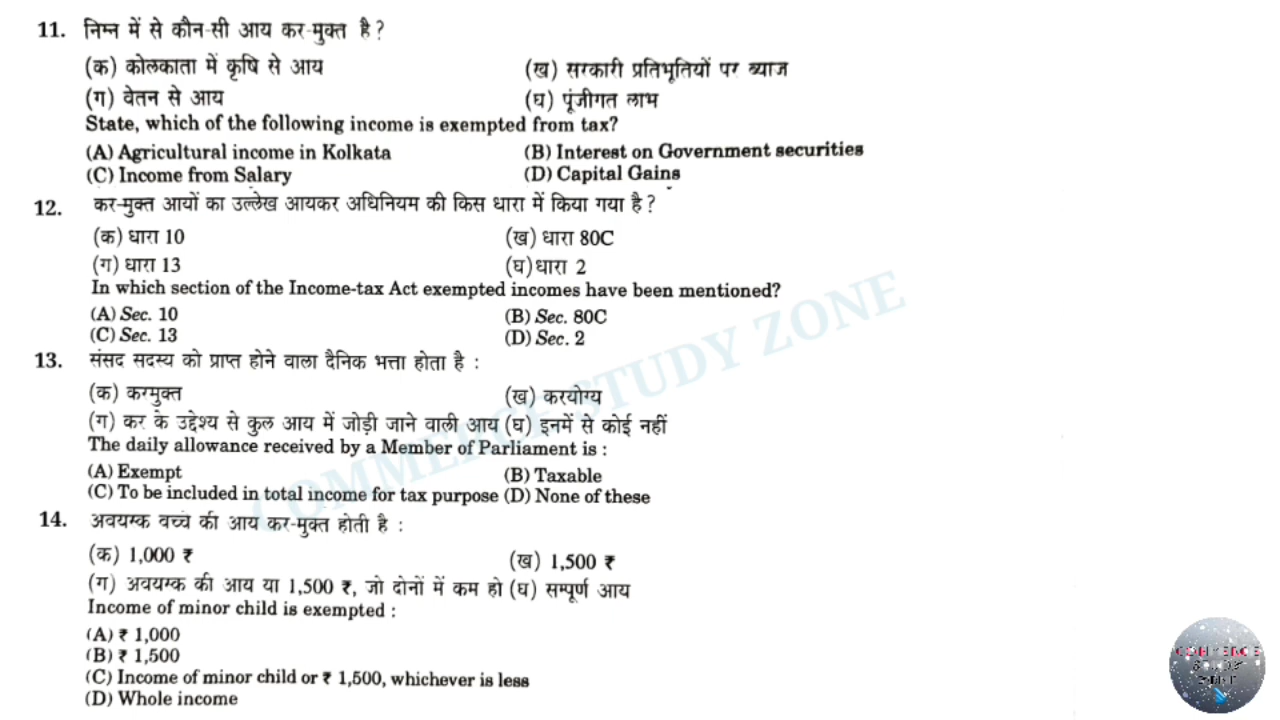 11. निम्न में से कौन-सी आय कर-मुक्त है?
(क) कोलकाता में कृषि से आय (ख) सरकारी प्रतिभूतियों पर ब्याज
(ग) वेतन से आय (घ) पूंजीगत लाभ
State, which of the following income is exempted from tax?
(A) Agricultural income in Kolkata (B) Interest on Government securities
(C) Income from Salary (D) Capital Gains
12. कर-मुक्त आयों का उल्लेख आयकर अधिनियम की किस धारा में किया गया है?
(क) धारा 10 (ख) धारा 80C
(ग) धारा 13 (घ) धारा 2
In which section of the Income-tax Act exempted incomes have been mentioned?
(A) Sec. 10 (B) Sec. 80C
(C) Sec. 13 (D) Sec. 2
13. संसद सदस्य को प्राप्त होने वाला दैनिक भत्ता होता है :
(क) करमुक्त (ख) करयोग्य
(ग) कर के उद्देश्य से कुल आय में जोड़ी जाने वाली आय (घ) इनमें से कोई नहीं
The daily allowance received by a Member of Parliament is :
(A) Exempt (B) Taxable
(C) To be included in total income for tax purpose (D) None of these
14. अवयस्क बच्चे की आय कर-मुक्त होती है :
(क) 1,000 ₹ (ख) 1,500 ₹
(ग) अवयस्क की आय या 1,500 ₹, जो दोनों में कम हो (घ) सम्पूर्ण आय
Income of minor child is exempted :
(A) ₹ 1,000
(B) ₹ 1,500
(C) Income of minor child or ₹ 1,500, whichever is less
(D) Whole income
COMMERCE STUDY ZONE
COMMERCE
STUDY